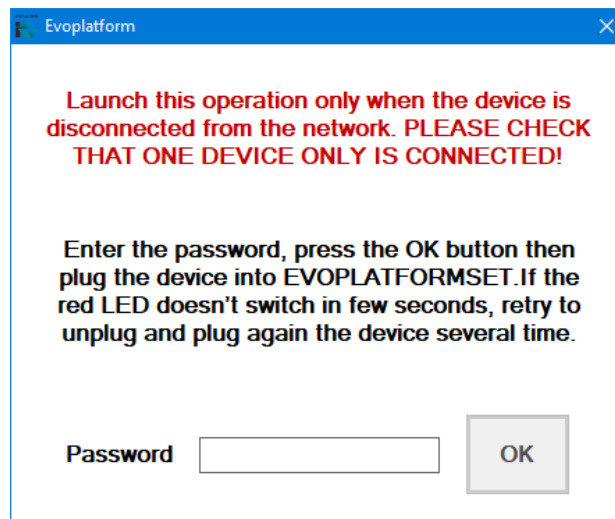 Evoplatform
Launch this operation only when the device is
disconnected from the network. PLEASE CHECK
THAT ONE DEVICE ONLY IS CONNECTED!
Enter the password, press the OK button then
plug the device into EVOPLATFORMSET.If the
red LED doesn't switch in few seconds, retry to
unplug and plug again the device several time.
Password
OK